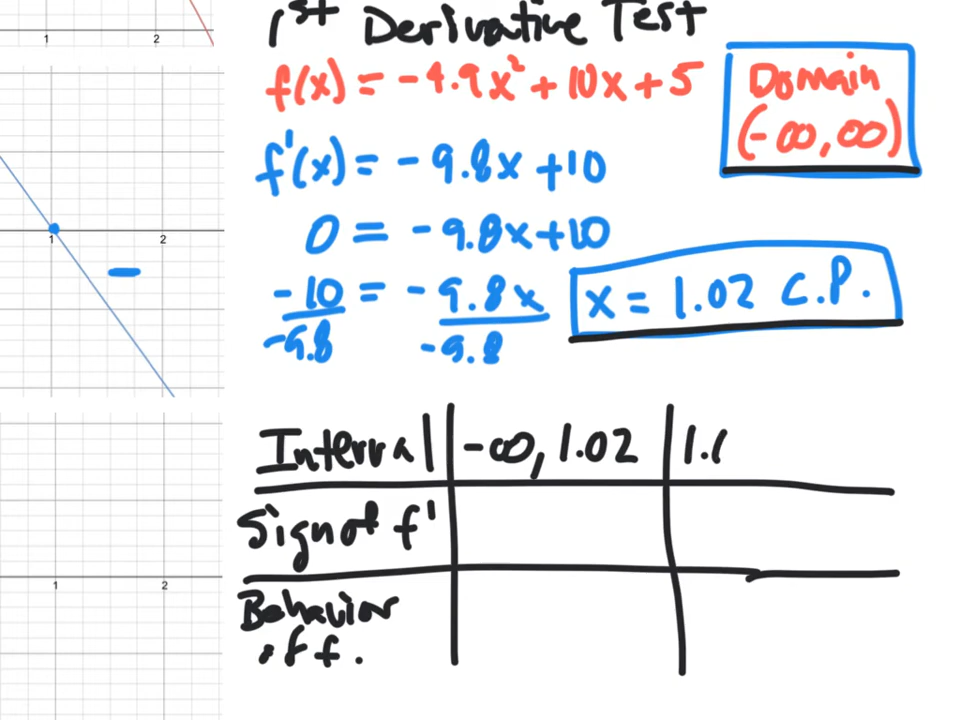 1st Derivative Test
f(x) = -4.9x² + 10x + 5
Domain
(-∞, ∞)
f'(x) = -9.8x + 10
0 = -9.8x + 10
-10 = -9.8x
-9.8 -9.8
x = 1.02 C.P.
Interval -∞, 1.02 1.0
Sign of f'
Behavior
of f.
1 2
1 2
1 2